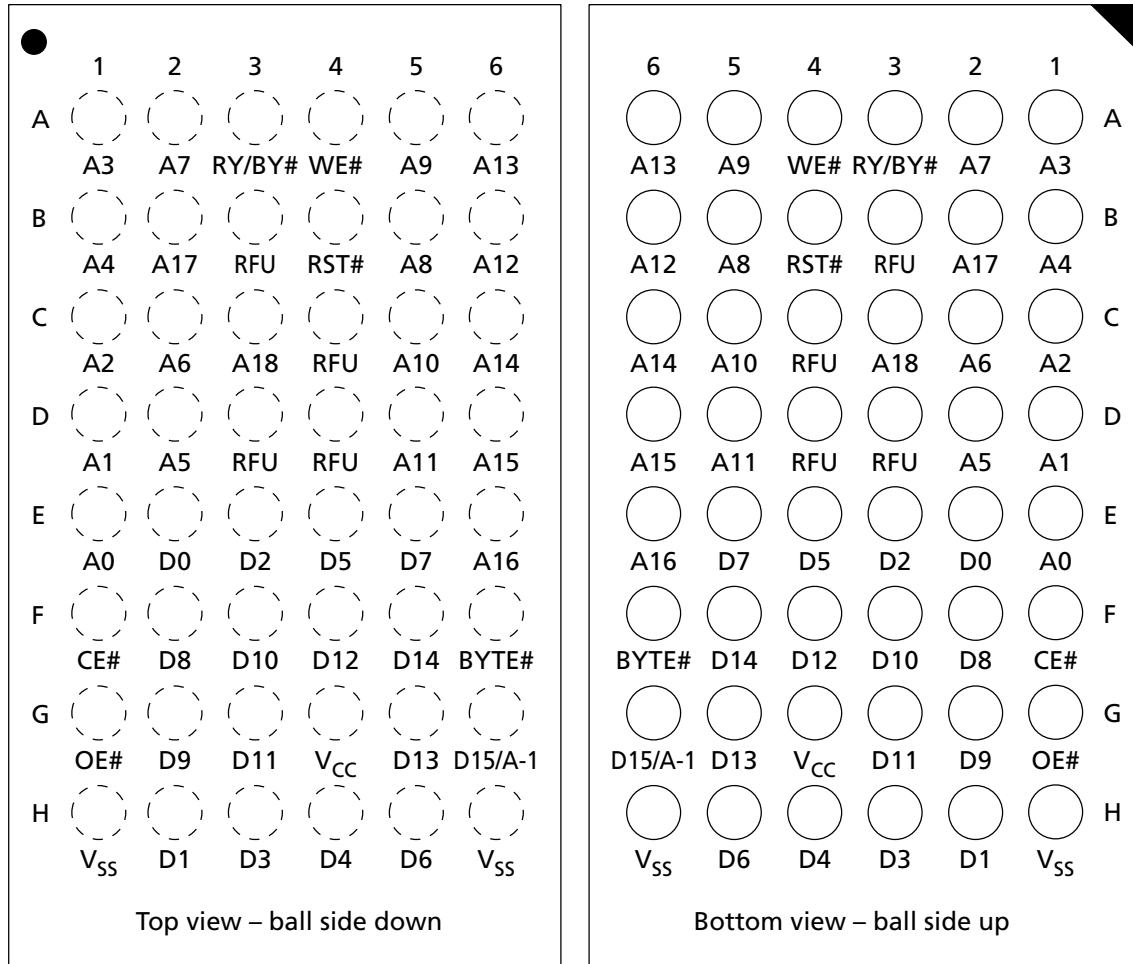 1 2 3 4 5 6
A
A3 A7 RY/BY# WE# A9 A13
B
A4 A17 RFU RST# A8 A12
C
A2 A6 A18 RFU A10 A14
D
A1 A5 RFU RFU A11 A15
E
A0 D0 D2 D5 D7 A16
F
CE# D8 D10 D12 D14 BYTE#
G
OE# D9 D11 VCC D13 D15/A-1
H
VSS D1 D3 D4 D6 VSS
Top view – ball side down
6 5 4 3 2 1
A
A13 A9 WE# RY/BY# A7 A3
B
A12 A8 RST# RFU A17 A4
C
A14 A10 RFU A18 A6 A2
D
A15 A11 RFU RFU A5 A1
E
A16 D7 D5 D2 D0 A0
F
BYTE# D14 D12 D10 D8 CE#
G
D15/A-1 D13 VCC D11 D9 OE#
H
VSS D6 D4 D3 D1 VSS
Bottom view – ball side up